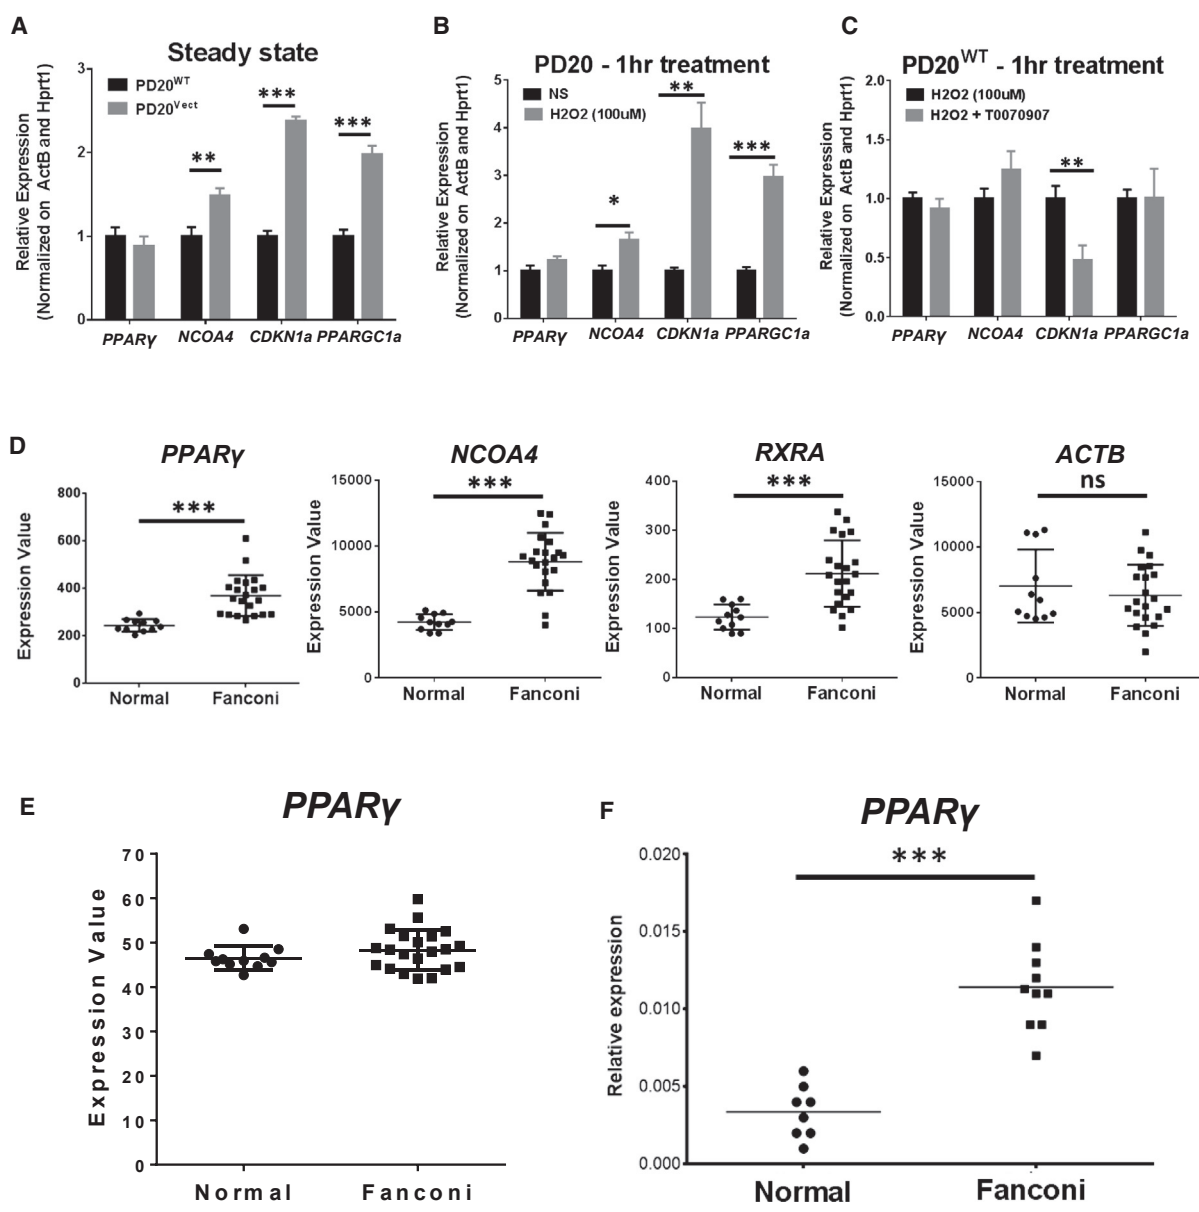 A
Steady state
Relative Expression
(Normalized on ActB and Hprt1)
3
2
1
0
PD20WT
PD20Vect
**
***
***
PPARγ NCOA4 CDKN1a PPARGC1a
B
PD20 - 1hr treatment
Relative Expression
(Normalized on ActB and Hprt1)
5
4
3
2
1
0
NS
H2O2 (100uM)
*
**
***
PPARγ NCOA4 CDKN1a PPARGC1a
C
PD20WT - 1hr treatment
Relative Expression
(Normalized on ActB and Hprt1)
2.0
1.5
1.0
0.5
0.0
H2O2 (100uM)
H2O2 + T0070907
**
PPARγ NCOA4 CDKN1a PPARGC1a
D
PPARγ
***
Expression Value
800
600
400
200
0
Normal Fanconi
NCOA4
***
Expression Value
15000
10000
5000
0
Normal Fanconi
RXRA
***
Expression Value
400
300
200
100
0
Normal Fanconi
ACTB
ns
Expression Value
15000
10000
5000
0
Normal Fanconi
E
PPARγ
Expression Value
70
60
50
40
30
20
10
0
Normal Fanconi
F
PPARγ
***
Relative expression
0.020
0.015
0.010
0.005
0.000
Normal Fanconi